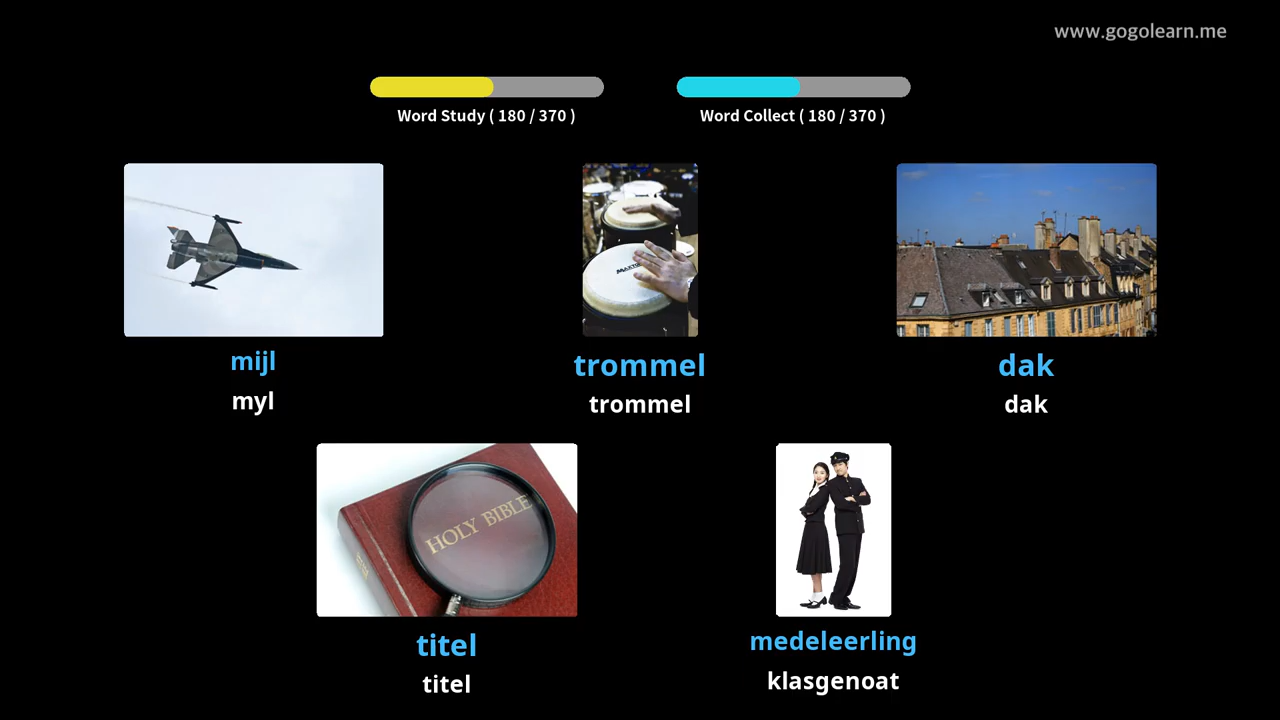 www.gogolearn.me
Word Study ( 180 / 370 )
Word Collect ( 180 / 370 )
mijl
myl
trommel
trommel
dak
dak
HOLY BIBLE
titel
titel
medeleerling
klasgenoat